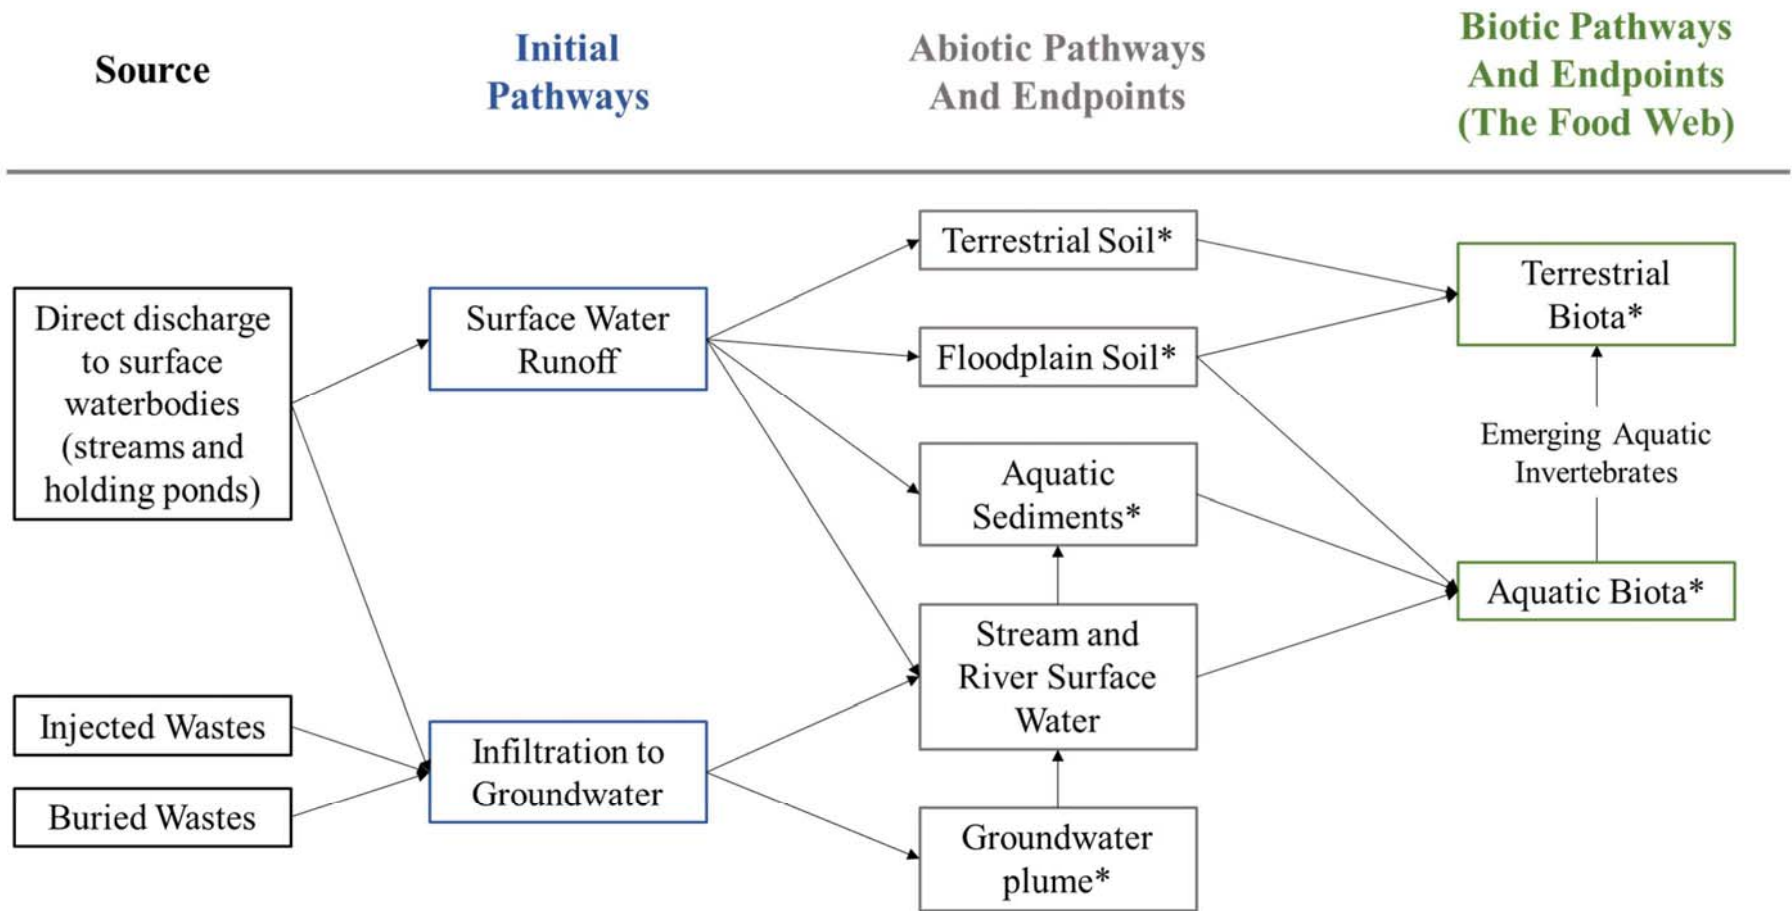 Source
Initial
Pathways
Abiotic Pathways
And Endpoints
Biotic Pathways
And Endpoints
(The Food Web)
Direct discharge
to surface
waterbodies
(streams and
holding ponds)
Injected Wastes
Buried Wastes
Surface Water
Runoff
Infiltration to
Groundwater
Terrestrial Soil*
Floodplain Soil*
Aquatic
Sediments*
Stream and
River Surface
Water
Groundwater
plume*
Terrestrial
Biota*
Emerging Aquatic
Invertebrates
Aquatic Biota*